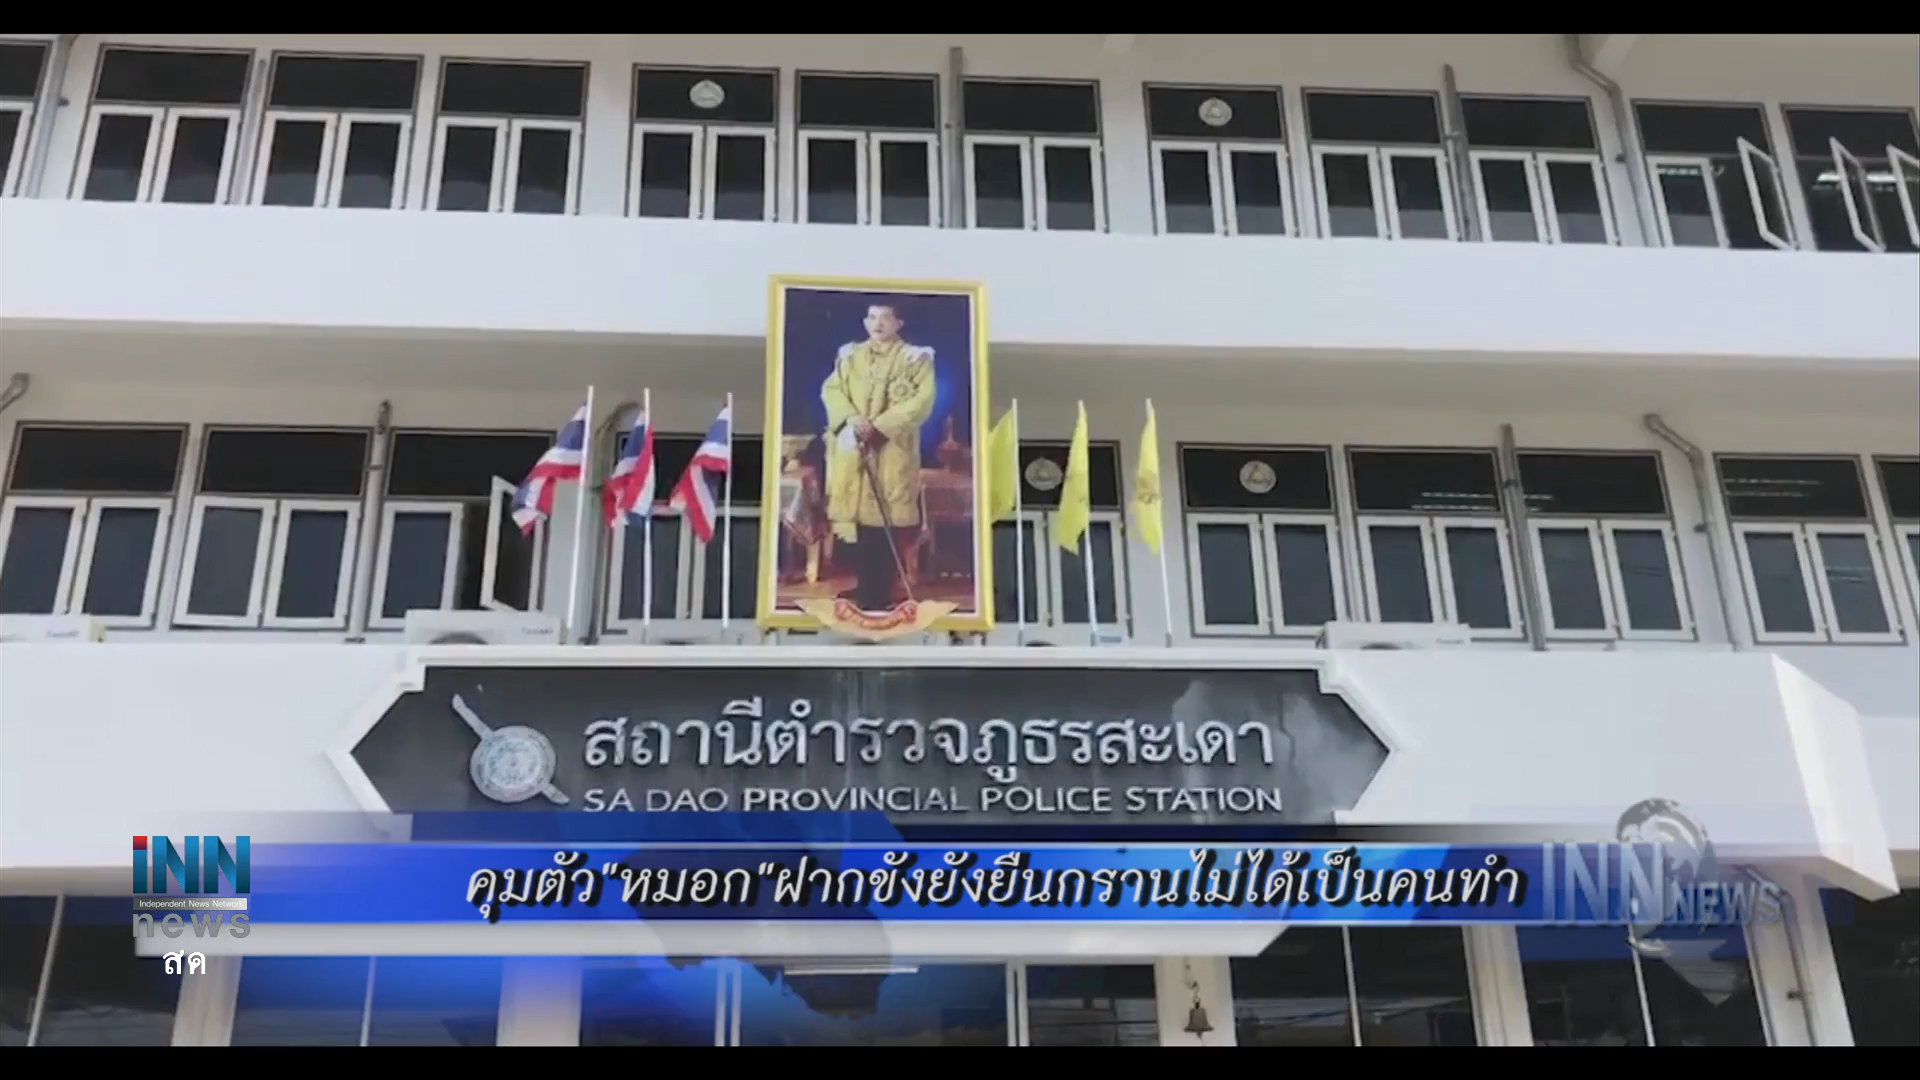 สถานีตำรวจภูธรสะเดา
SA DAO PROVINCIAL POLICE STATION
คุมตัว"หมอก"ฝากขังยังยืนกรานไม่ได้เป็นคนทำ
iNN
Independent News Network
news
สด
INN NEWS